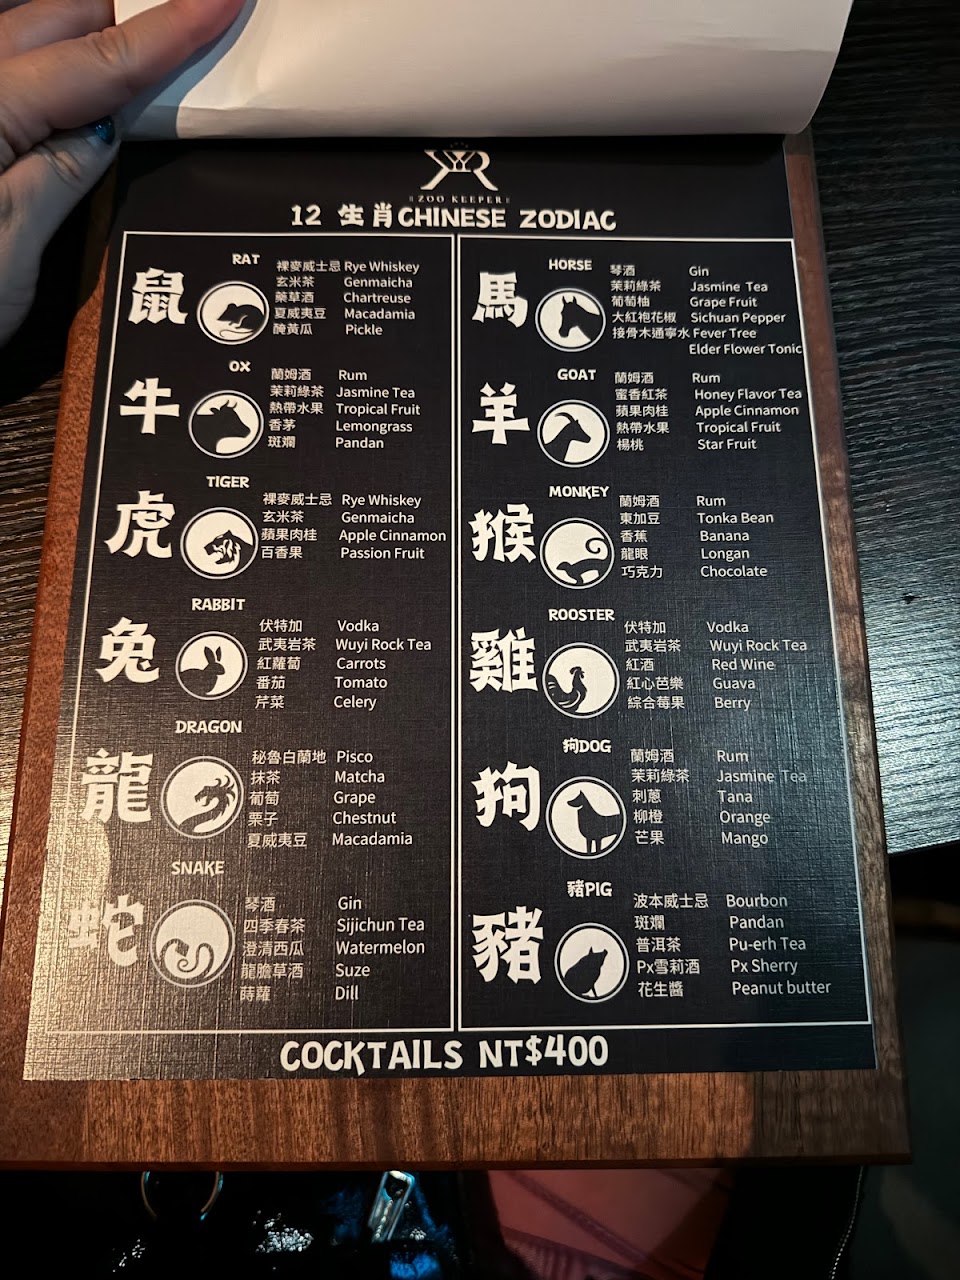 ZOO KEEPER
12 生肖CHINESE ZODIAC
鼠
RAT
裸麥威士忌 Rye Whiskey
玄米茶 Genmaicha
藥草酒 Chartreuse
夏威夷豆 Macadamia
醃黃瓜 Pickle
牛
OX
蘭姆酒 Rum
茉莉綠茶 Jasmine Tea
熱帶水果 Tropical Fruit
香茅 Lemongrass
斑斕 Pandan
虎
TIGER
裸麥威士忌 Rye Whiskey
玄米茶 Genmaicha
蘋果肉桂 Apple Cinnamon
百香果 Passion Fruit
兔
RABBIT
伏特加 Vodka
武夷岩茶 Wuyi Rock Tea
紅蘿蔔 Carrots
番茄 Tomato
芹菜 Celery
龍
DRAGON
秘魯白蘭地 Pisco
抹茶 Matcha
葡萄 Grape
栗子 Chestnut
夏威夷豆 Macadamia
蛇
SNAKE
琴酒 Gin
四季春茶 Sijichun Tea
澄清西瓜 Watermelon
龍膽草酒 Suze
蒔蘿 Dill
馬
HORSE
琴酒 Gin
茉莉綠茶 Jasmine Tea
葡萄柚 Grape Fruit
大紅袍花椒 Sichuan Pepper
接骨木通寧水 Fever Tree
Elder Flower Tonic
羊
GOAT
蘭姆酒 Rum
蜜香紅茶 Honey Flavor Tea
蘋果肉桂 Apple Cinnamon
熱帶水果 Tropical Fruit
楊桃 Star Fruit
猴
MONKEY
蘭姆酒 Rum
東加豆 Tonka Bean
香蕉 Banana
龍眼 Longan
巧克力 Chocolate
雞
ROOSTER
伏特加 Vodka
武夷岩茶 Wuyi Rock Tea
紅酒 Red Wine
紅心芭樂 Guava
綜合莓果 Berry
狗
狗DOG
蘭姆酒 Rum
茉莉綠茶 Jasmine Tea
刺蔥 Tana
柳橙 Orange
芒果 Mango
豬
豬PIG
波本威士忌 Bourbon
斑斕 Pandan
普洱茶 Pu-erh Tea
Px雪莉酒 Px Sherry
花生醬 Peanut butter
COCKTAILS NT$400